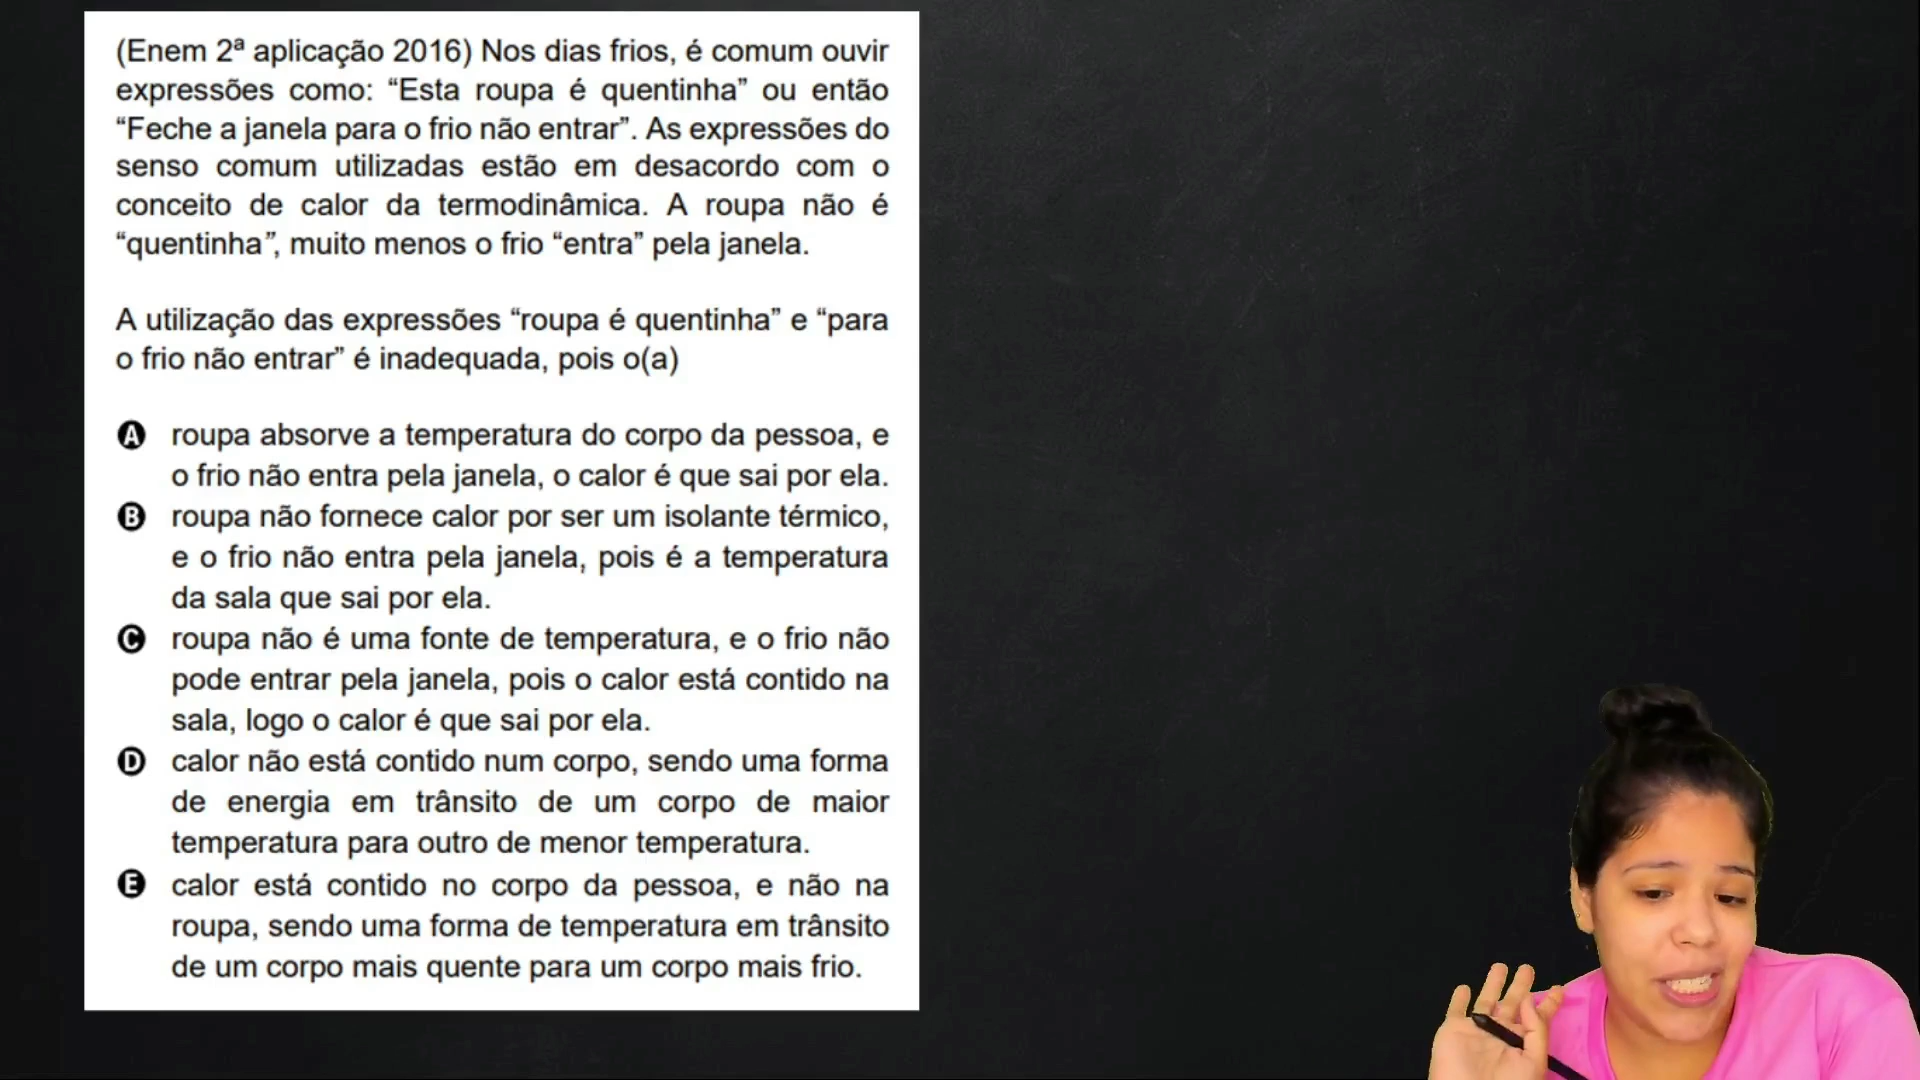 (Enem 2ª aplicação 2016) Nos dias frios, é comum ouvir
expressões como: “Esta roupa é quentinha” ou então
“Feche a janela para o frio não entrar”. As expressões do
senso comum utilizadas estão em desacordo com o
conceito de calor da termodinâmica. A roupa não é
“quentinha”, muito menos o frio “entra” pela janela.
A utilização das expressões “roupa é quentinha” e “para
o frio não entrar” é inadequada, pois o(a)
A roupa absorve a temperatura do corpo da pessoa, e
o frio não entra pela janela, o calor é que sai por ela.
B roupa não fornece calor por ser um isolante térmico,
e o frio não entra pela janela, pois é a temperatura
da sala que sai por ela.
C roupa não é uma fonte de temperatura, e o frio não
pode entrar pela janela, pois o calor está contido na
sala, logo o calor é que sai por ela.
D calor não está contido num corpo, sendo uma forma
de energia em trânsito de um corpo de maior
temperatura para outro de menor temperatura.
E calor está contido no corpo da pessoa, e não na
roupa, sendo uma forma de temperatura em trânsito
de um corpo mais quente para um corpo mais frio.